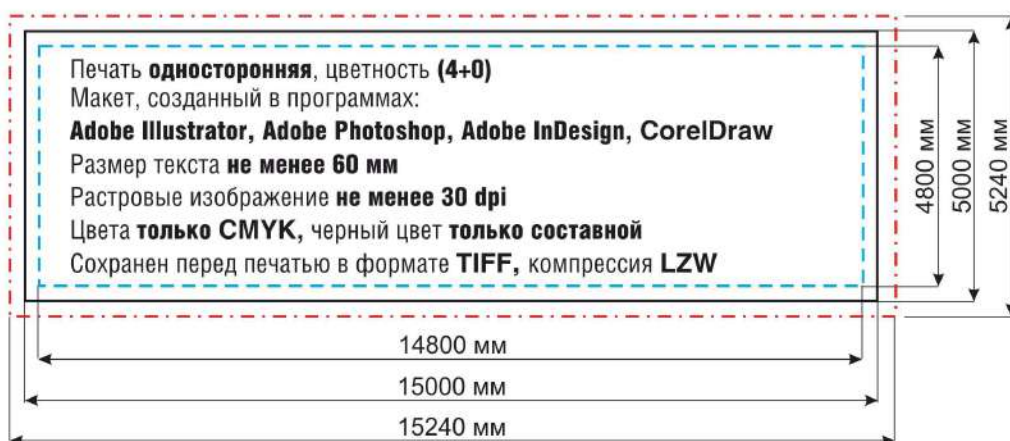 Печать односторонняя, цветность (4+0)
Макет, созданный в программах:
Adobe Illustrator, Adobe Photoshop, Adobe InDesign, CorelDraw
Размер текста не менее 60 мм
Растровые изображение не менее 30 dpi
Цвета только CMYK, черный цвет только составной
Сохранен перед печатью в формате TIFF, компрессия LZW
4800 мм
5000 мм
5240 мм
14800 мм
15000 мм
15240 мм